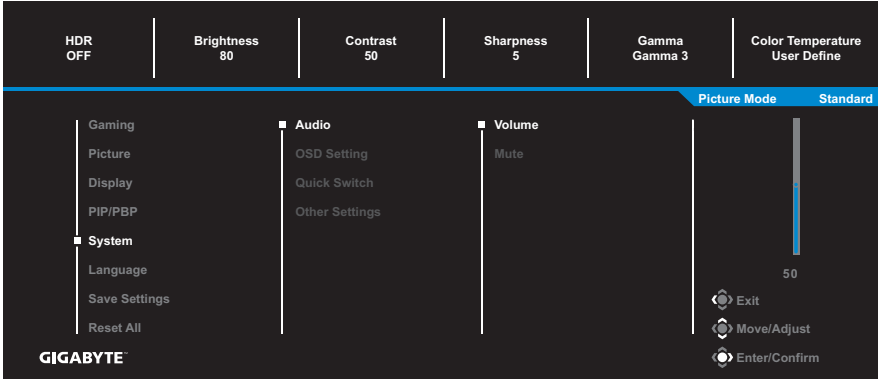 HDR
OFF
Brightness
80
Contrast
50
Sharpness
5
Gamma
Gamma 3
Color Temperature
User Define
Picture Mode Standard
Gaming
Picture
Display
PIP/PBP
System
Language
Save Settings
Reset All
Audio
OSD Setting
Quick Switch
Other Settings
Volume
Mute
50
Exit
Move/Adjust
Enter/Confirm
GIGABYTE™